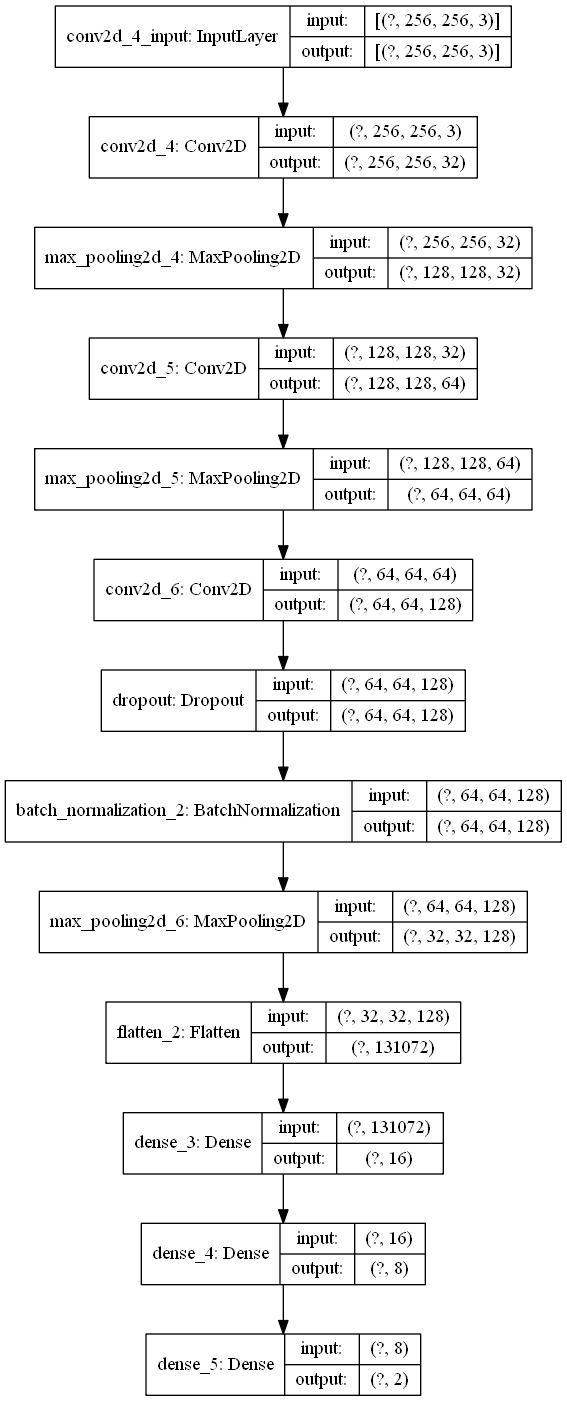 conv2d_4_input: InputLayer
input: [(?, 256, 256, 3)]
output: [(?, 256, 256, 3)]
conv2d_4: Conv2D
input: (?, 256, 256, 3)
output: (?, 256, 256, 32)
max_pooling2d_4: MaxPooling2D
input: (?, 256, 256, 32)
output: (?, 128, 128, 32)
conv2d_5: Conv2D
input: (?, 128, 128, 32)
output: (?, 128, 128, 64)
max_pooling2d_5: MaxPooling2D
input: (?, 128, 128, 64)
output: (?, 64, 64, 64)
conv2d_6: Conv2D
input: (?, 64, 64, 64)
output: (?, 64, 64, 128)
dropout: Dropout
input: (?, 64, 64, 128)
output: (?, 64, 64, 128)
batch_normalization_2: BatchNormalization
input: (?, 64, 64, 128)
output: (?, 64, 64, 128)
max_pooling2d_6: MaxPooling2D
input: (?, 64, 64, 128)
output: (?, 32, 32, 128)
flatten_2: Flatten
input: (?, 32, 32, 128)
output: (?, 131072)
dense_3: Dense
input: (?, 131072)
output: (?, 16)
dense_4: Dense
input: (?, 16)
output: (?, 8)
dense_5: Dense
input: (?, 8)
output: (?, 2)